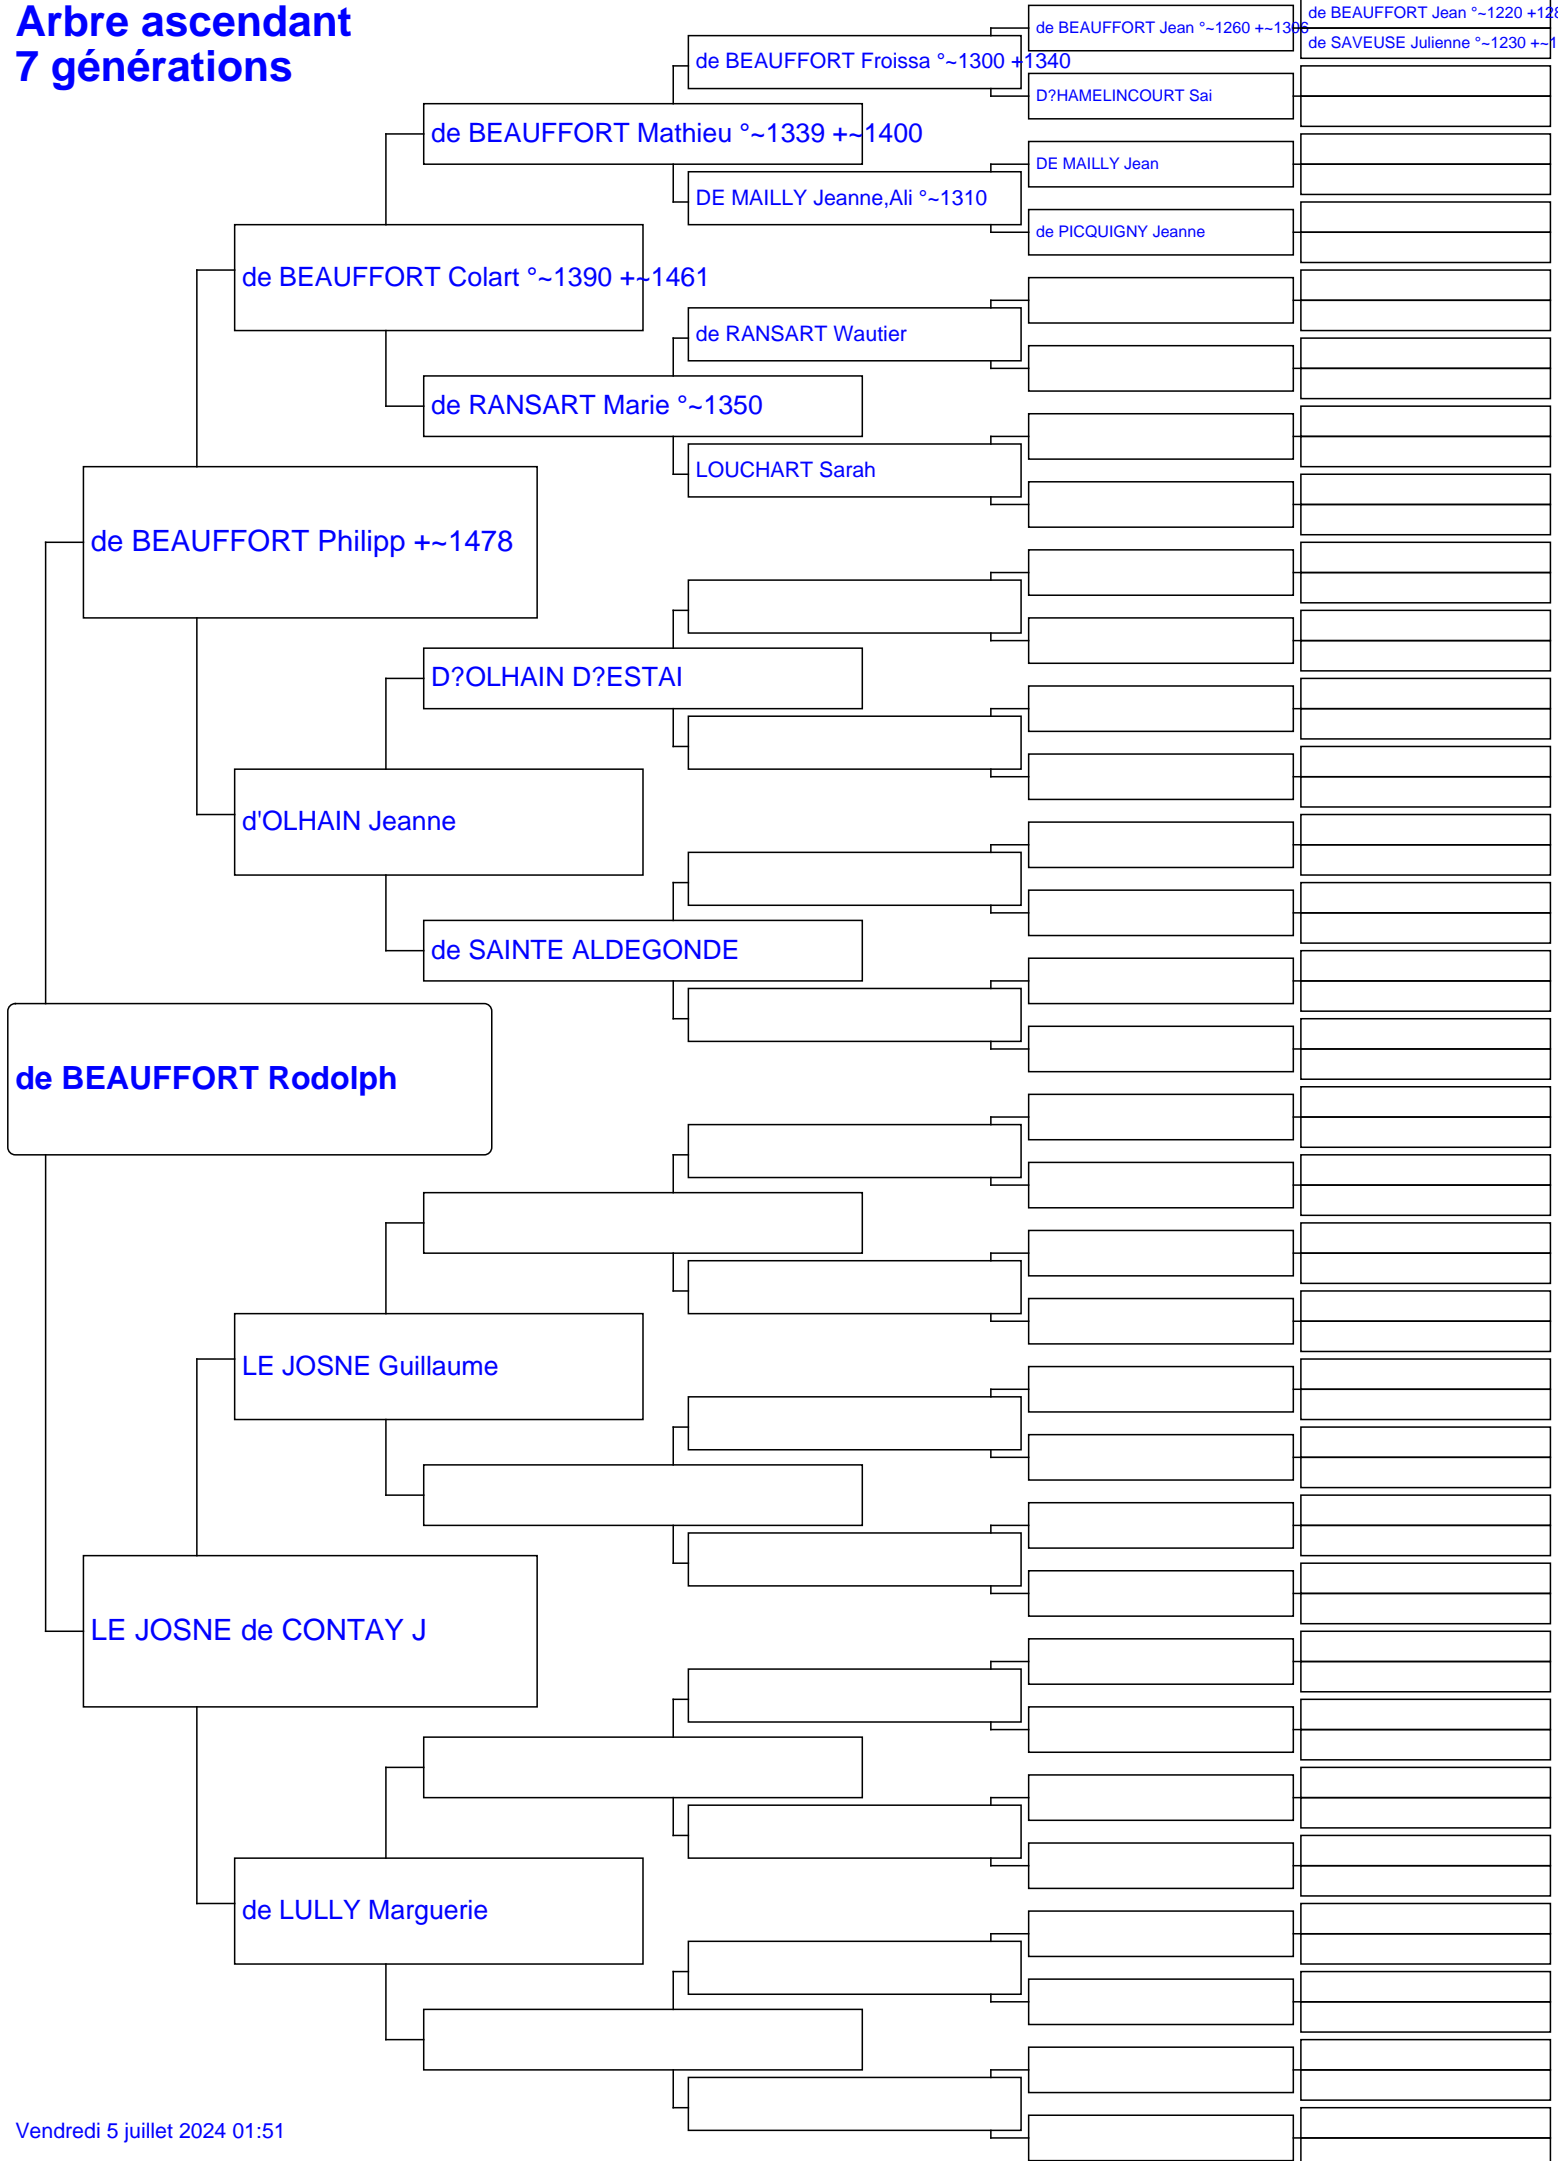 Arbre ascendant
7 générations
de BEAUFFORT Jean °~1220 +128
de BEAUFFORT Jean °~1260 +~1306
de SAVEUSE Julienne °~1230 +~1
de BEAUFFORT Froissa °~1300 +1340
D?HAMELINCOURT Sai
de BEAUFFORT Mathieu °~1339 +~1400
DE MAILLY Jean
DE MAILLY Jeanne,Ali °~1310
de PICQUIGNY Jeanne
de BEAUFFORT Colart °~1390 +~1461
de RANSART Wautier
de RANSART Marie °~1350
LOUCHART Sarah
de BEAUFFORT Philipp +~1478
D?OLHAIN D?ESTAI
d'OLHAIN Jeanne
de SAINTE ALDEGONDE
de BEAUFFORT Rodolph
LE JOSNE Guillaume
LE JOSNE de CONTAY J
de LULLY Marguerie
Vendredi 5 juillet 2024 01:51